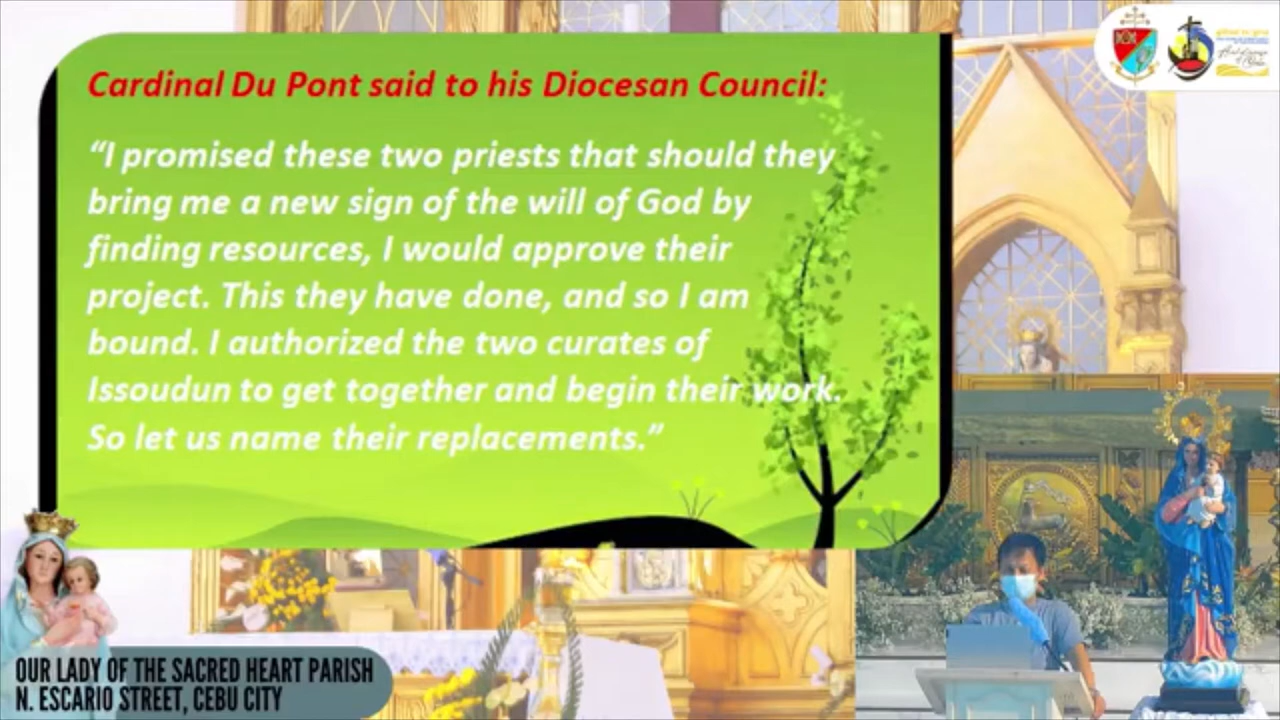 Cardinal Du Pont said to his Diocesan Council:
“I promised these two priests that should they
bring me a new sign of the will of God by
finding resources, I would approve their
project. This they have done, and so I am
bound. I authorized the two curates of
Issoudun to get together and begin their work.
So let us name their replacements.”
OUR LADY OF THE SACRED HEART PARISH
N. ESCARIO STREET, CEBU CITY